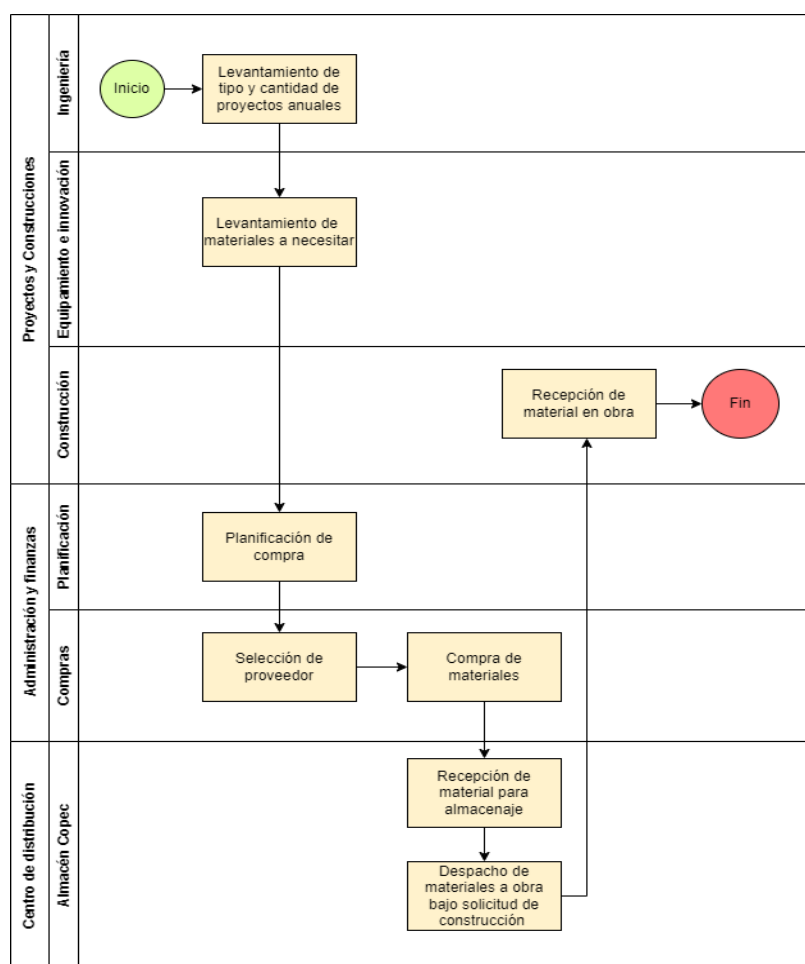 Proyectos y Construcciones
Ingeniería
Inicio
Levantamiento de
tipo y cantidad de
proyectos anuales
Equipamiento e innovación
Levantamiento de
materiales a necesitar
Construcción
Recepción de
material en obra
Fin
Administración y finanzas
Planificación
Planificación de
compra
Compras
Selección de
proveedor
Compra de
materiales
Centro de distribución
Almacén Copec
Recepción de
material para
almacenaje
Despacho de
materiales a obra
bajo solicitud de
construcción